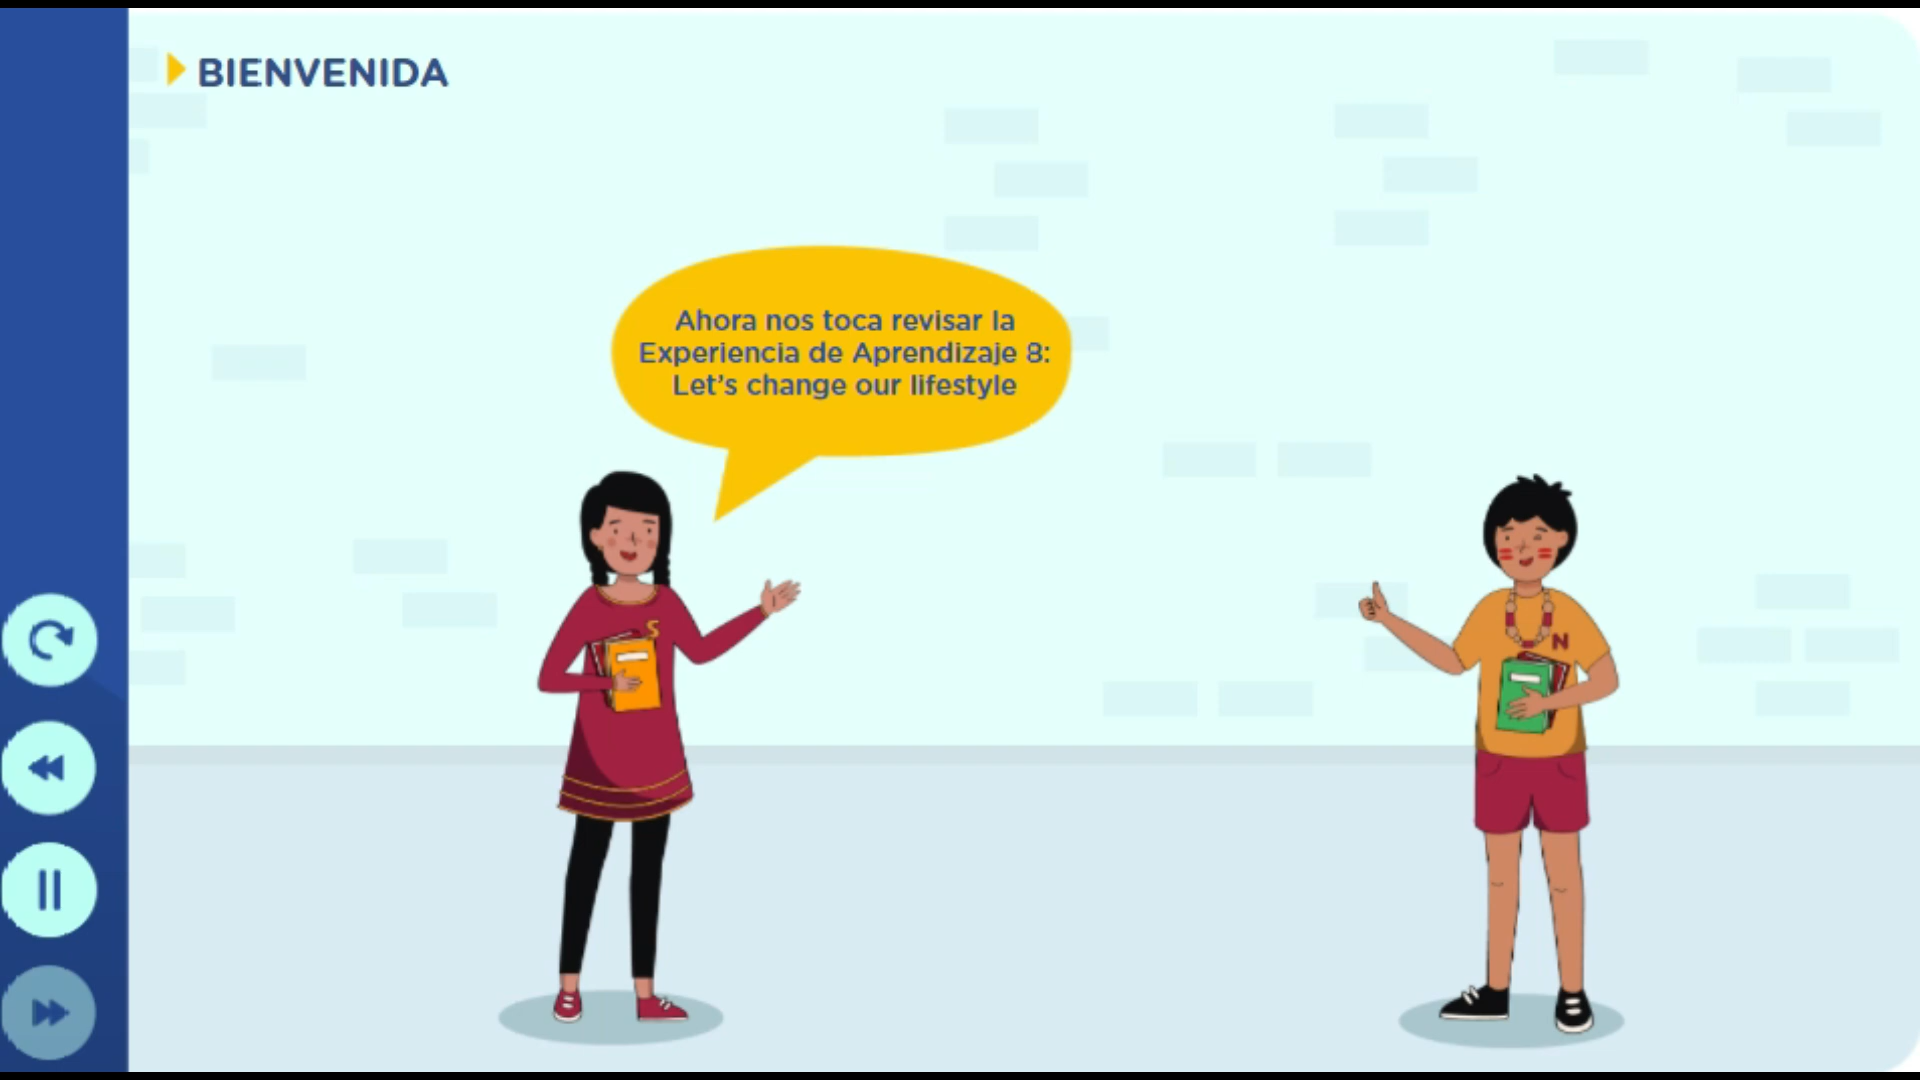 BIENVENIDA
Ahora nos toca revisar la
Experiencia de Aprendizaje 8:
Let's change our lifestyle
S
N